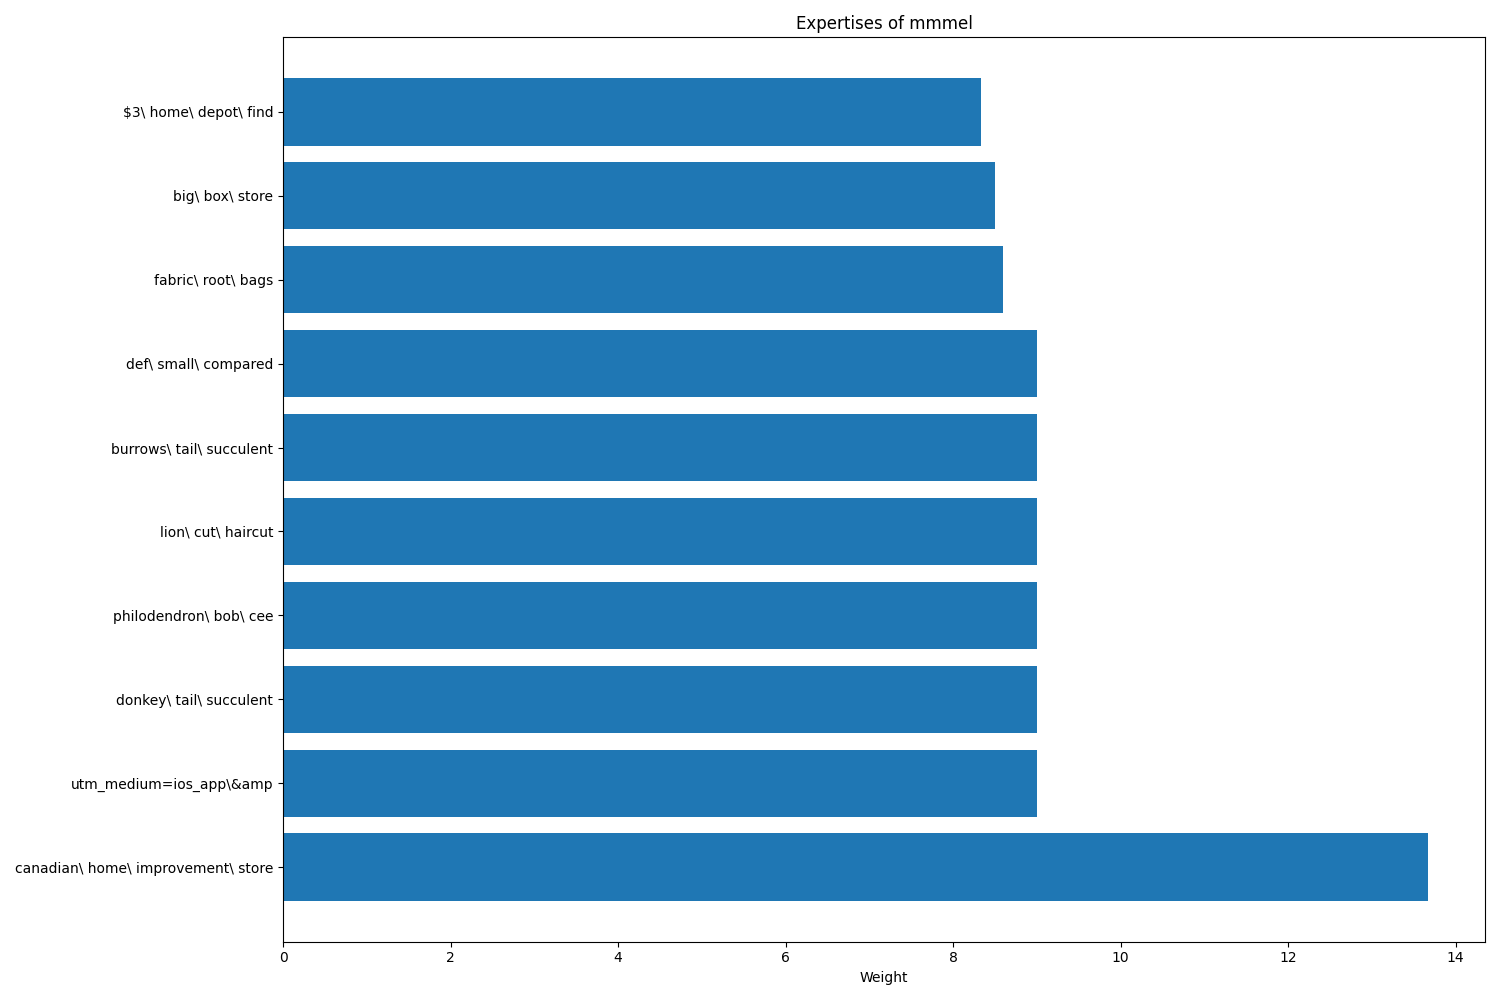 Expertises of mmmel
$3\ home\ depot\ find
big\ box\ store
fabric\ root\ bags
def\ small\ compared
burrows\ tail\ succulent
lion\ cut\ haircut
philodendron\ bob\ cee
donkey\ tail\ succulent
utm_medium=ios_app\&amp
canadian\ home\ improvement\ store
0 2 4 6 8 10 12 14
Weight